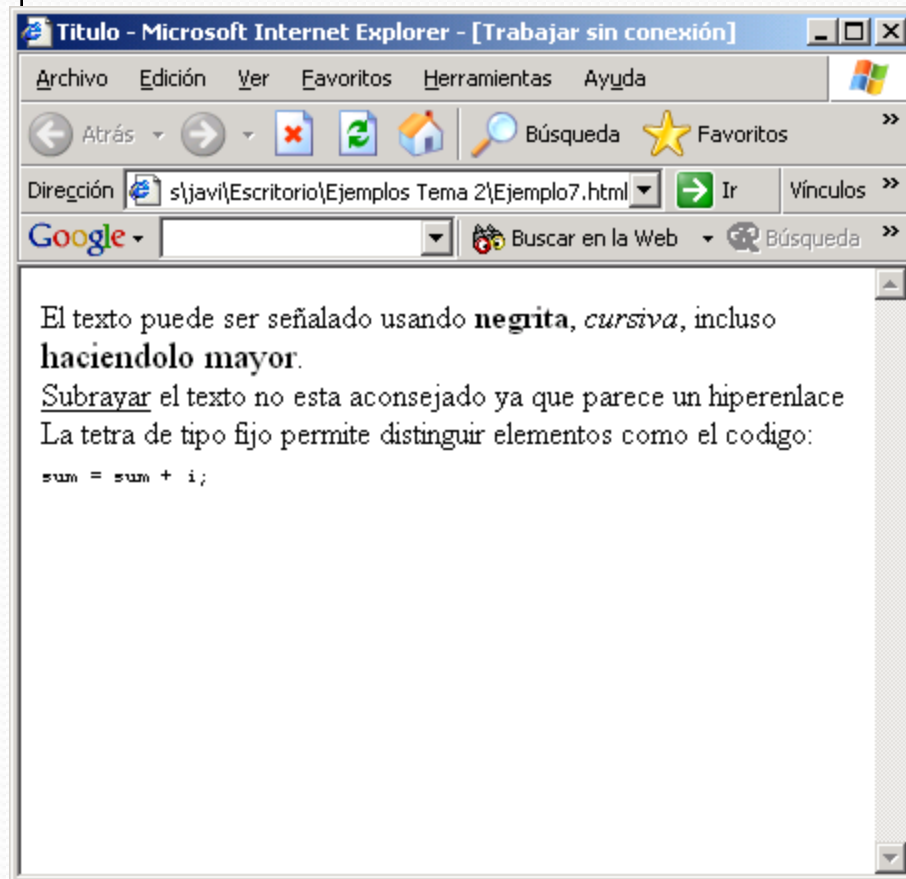 Titulo - Microsoft Internet Explorer - [Trabajar sin conexión]
Archivo Edición Ver Favoritos Herramientas Ayuda
Atrás Búsqueda Favoritos »
Dirección s\javi\Escritorio\Ejemplos Tema 2\Ejemplo7.html Ir Vínculos »
Google Buscar en la Web Búsqueda »
El texto puede ser señalado usando negrita, cursiva, incluso
haciendolo mayor.
Subrayar el texto no esta aconsejado ya que parece un hiperenlace
La tetra de tipo fijo permite distinguir elementos como el codigo:
sum = sum + i;